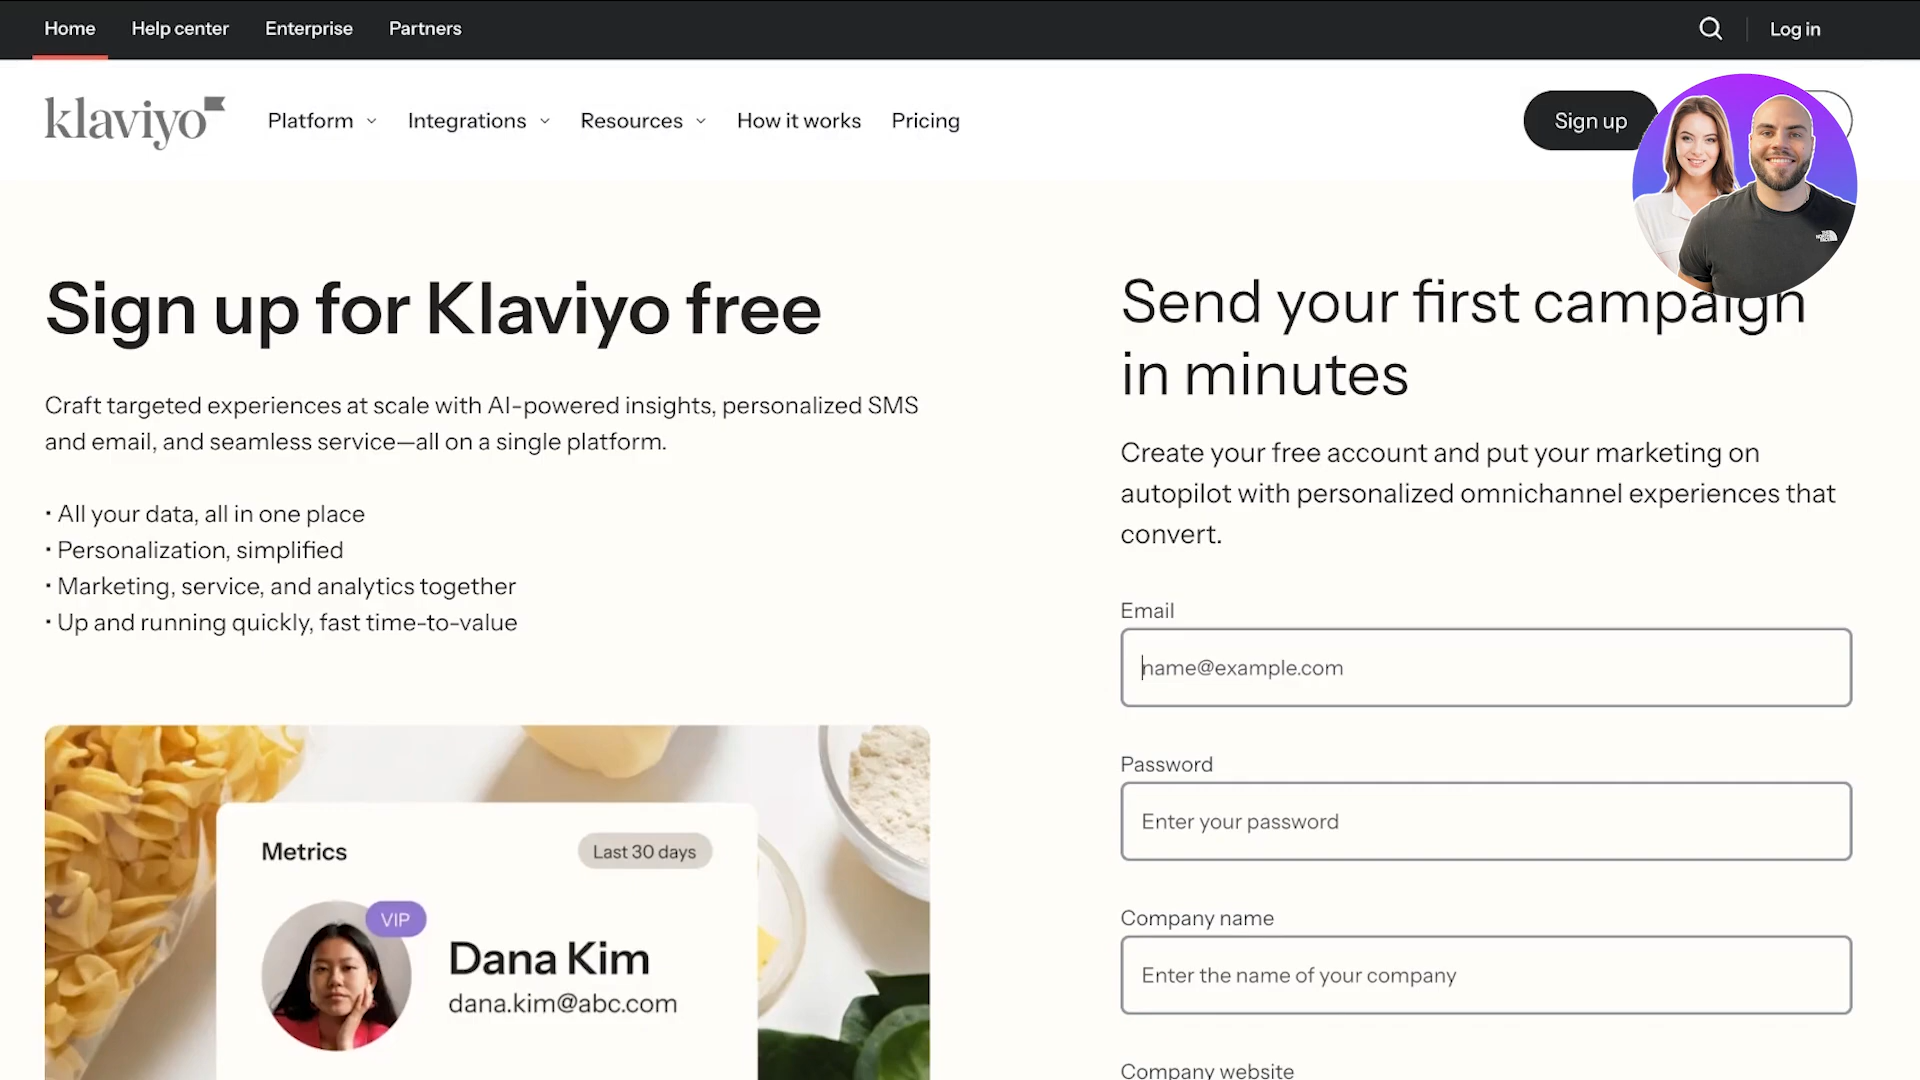 Home Help center Enterprise Partners Log in
klaviyo Platform Integrations Resources How it works Pricing Sign up
Sign up for Klaviyo free
Craft targeted experiences at scale with AI-powered insights, personalized SMS
and email, and seamless service—all on a single platform.
• All your data, all in one place
• Personalization, simplified
• Marketing, service, and analytics together
• Up and running quickly, fast time-to-value
Metrics Last 30 days
VIP
Dana Kim
dana.kim@abc.com
Send your first campaign
in minutes
Create your free account and put your marketing on
autopilot with personalized omnichannel experiences that
convert.
Email
name@example.com
Password
Enter your password
Company name
Enter the name of your company
Company website